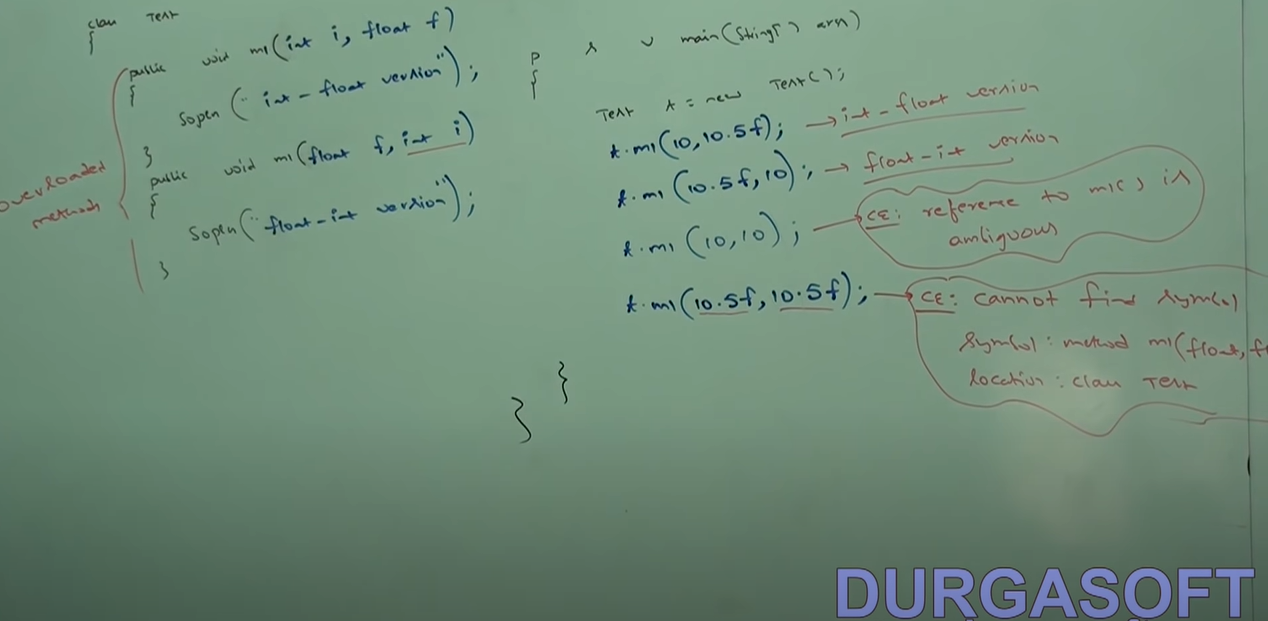 class Test
{
public void m1(int i, float f)
{
Sopln("int-float version");
}
public void m1(float f, int i)
{
Sopln("float-int version");
}
overloaded
methods
P S V main(String[] args)
{
Test t = new Test();
t.m1(10,10.5f); → int-float version
t.m1(10.5f,10); → float-int version
t.m1(10,10); → CE: reference to m1() is
ambiguous
t.m1(10.5f,10.5f); → CE: cannot find symbol
symbol: method m1(float, f
location: class Test
}
}
DURGASOFT